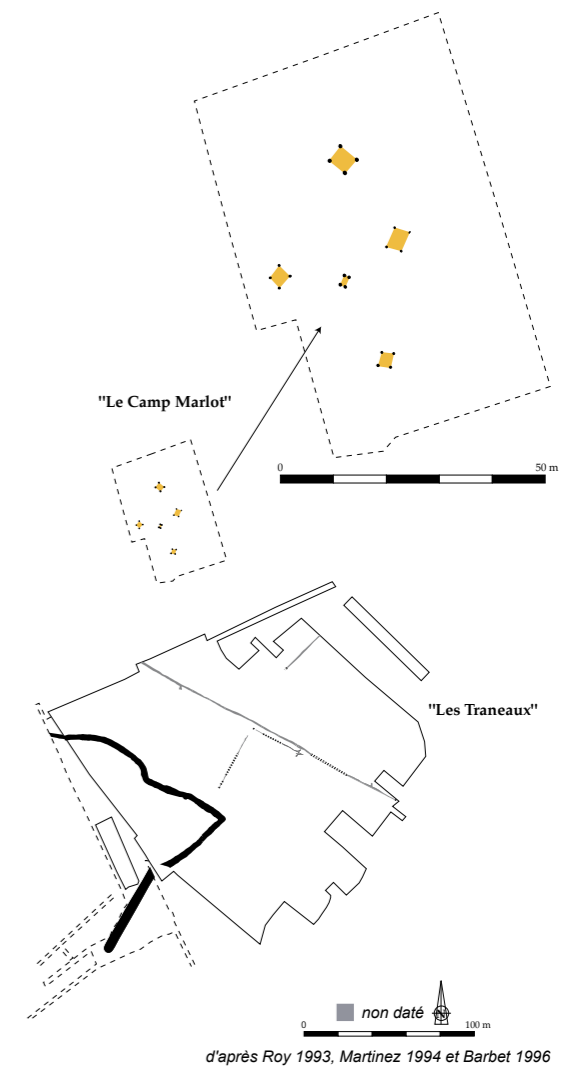 "Le Camp Marlot"
0 50 m
"Les Traneaux"
non daté N
0 100 m
d'après Roy 1993, Martinez 1994 et Barbet 1996